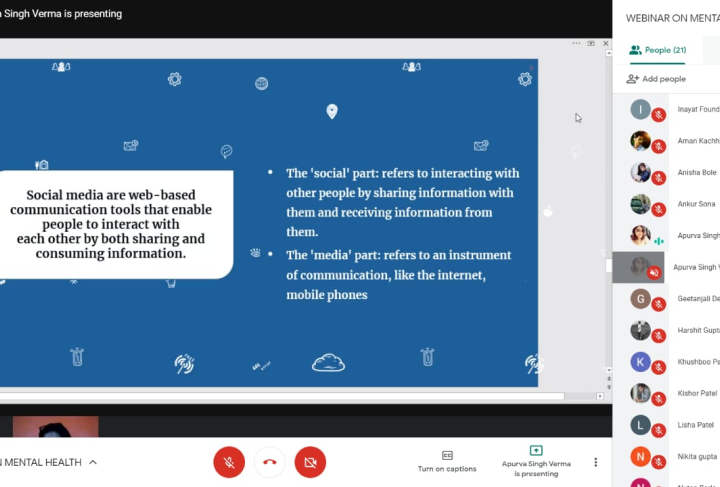 Singh Verma is presenting
WEBINAR ON MENTA
People (21)
Add people
Social media are web-based
communication tools that enable
people to interact with
each other by both sharing and
consuming information.
• The 'social' part: refers to interacting with
other people by sharing information with
them and receiving information from
them.
• The 'media' part: refers to an instrument
of communication, like the internet,
mobile phones
I
Inayat Found
Aman Kachh
Anisha Bole
Ankur Sona
Apurva Singh
Apurva Singh V
G
Geetanjali De
Harshit Gupt
K
Khushboo Pa
Kishor Patel
L
Lisha Patel
N
Nikita gupta
N MENTAL HEALTH
Turn on captions
Apurva Singh Verma
is presenting